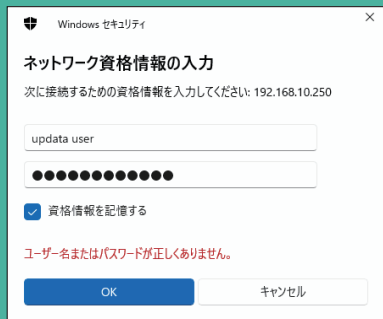 Windows セキュリティ
ネットワーク資格情報の入力
次に接続するための資格情報を入力してください: 192.168.10.250
updata user
●●●●●●●●●●●●
資格情報を記憶する
ユーザー名またはパスワードが正しくありません。
OK
キャンセル